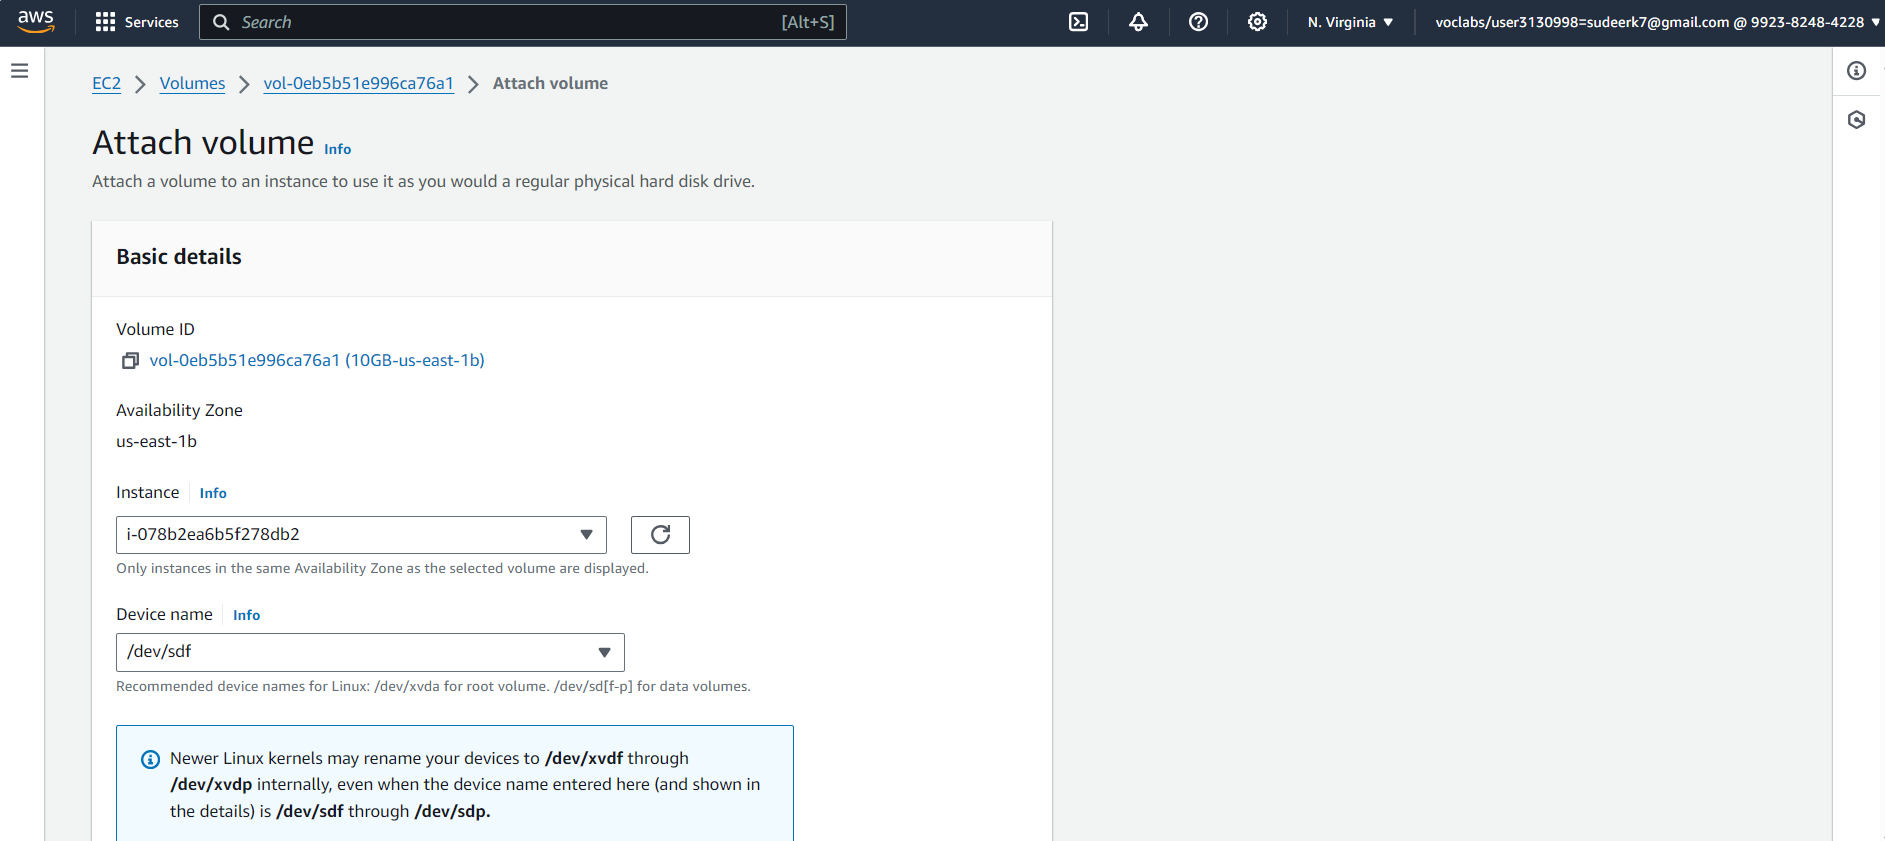 aws
Services
Search
[Alt+S]
N. Virginia
voclabs/user3130998=sudeerk7@gmail.com @ 9923-8248-4228
EC2
Volumes
vol-0eb5b51e996ca76a1
Attach volume
Attach volume Info
Attach a volume to an instance to use it as you would a regular physical hard disk drive.
Basic details
Volume ID
vol-0eb5b51e996ca76a1 (10GB-us-east-1b)
Availability Zone
us-east-1b
Instance Info
i-078b2ea6b5f278db2
Only instances in the same Availability Zone as the selected volume are displayed.
Device name Info
/dev/sdf
Recommended device names for Linux: /dev/xvda for root volume. /dev/sd[f-p] for data volumes.
Newer Linux kernels may rename your devices to /dev/xvdf through
/dev/xvdp internally, even when the device name entered here (and shown in
the details) is /dev/sdf through /dev/sdp.